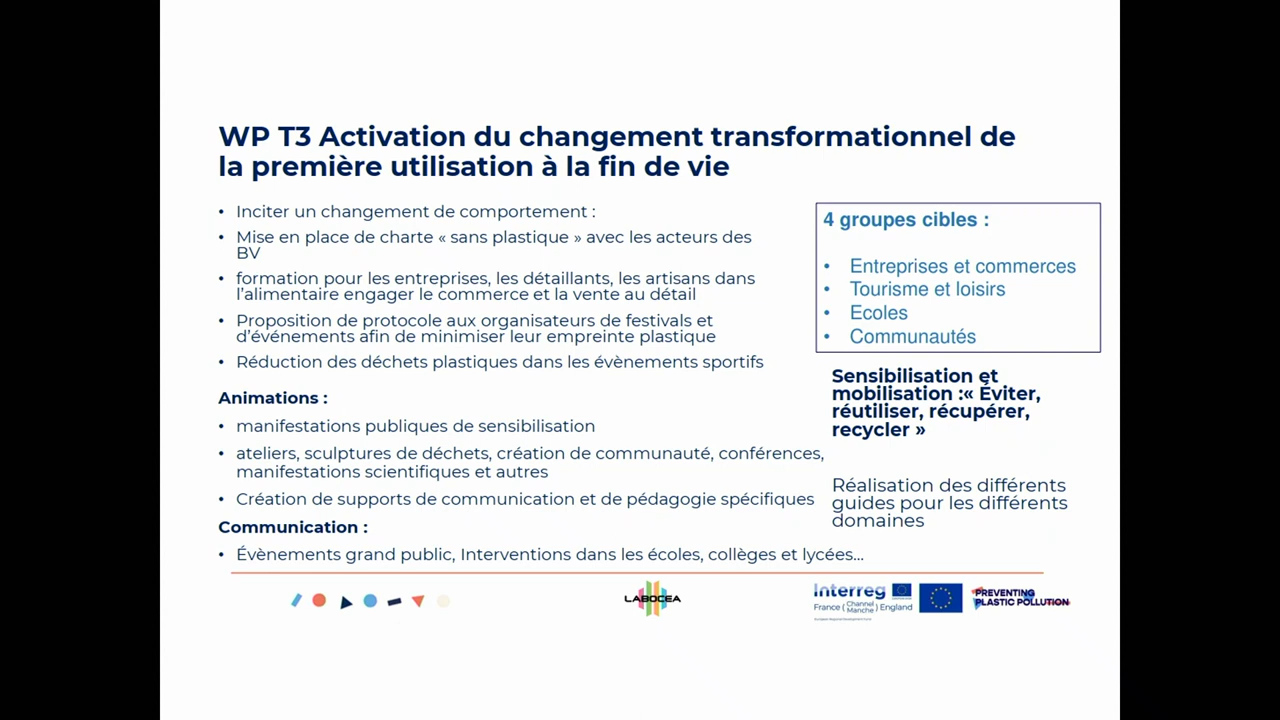 WP T3 Activation du changement transformationnel de
la première utilisation à la fin de vie
• Inciter un changement de comportement :
• Mise en place de charte « sans plastique » avec les acteurs des
BV
• formation pour les entreprises, les détaillants, les artisans dans
l'alimentaire engager le commerce et la vente au détail
• Proposition de protocole aux organisateurs de festivals et
d'événements afin de minimiser leur empreinte plastique
• Réduction des déchets plastiques dans les évènements sportifs
Animations :
• manifestations publiques de sensibilisation
• ateliers, sculptures de déchets, création de communauté, conférences,
manifestations scientifiques et autres
• Création de supports de communication et de pédagogie spécifiques
Communication :
• Évènements grand public, Interventions dans les écoles, collèges et lycées...
4 groupes cibles :
• Entreprises et commerces
• Tourisme et loisirs
• Ecoles
• Communautés
Sensibilisation et
mobilisation :« Éviter,
réutiliser, récupérer,
recycler »
Réalisation des différents
guides pour les différents
domaines
LABOCEA
Interreg
France ( Channel Manche ) England
European Regional Development Fund
PREVENTING
PLASTIC POLLUTION